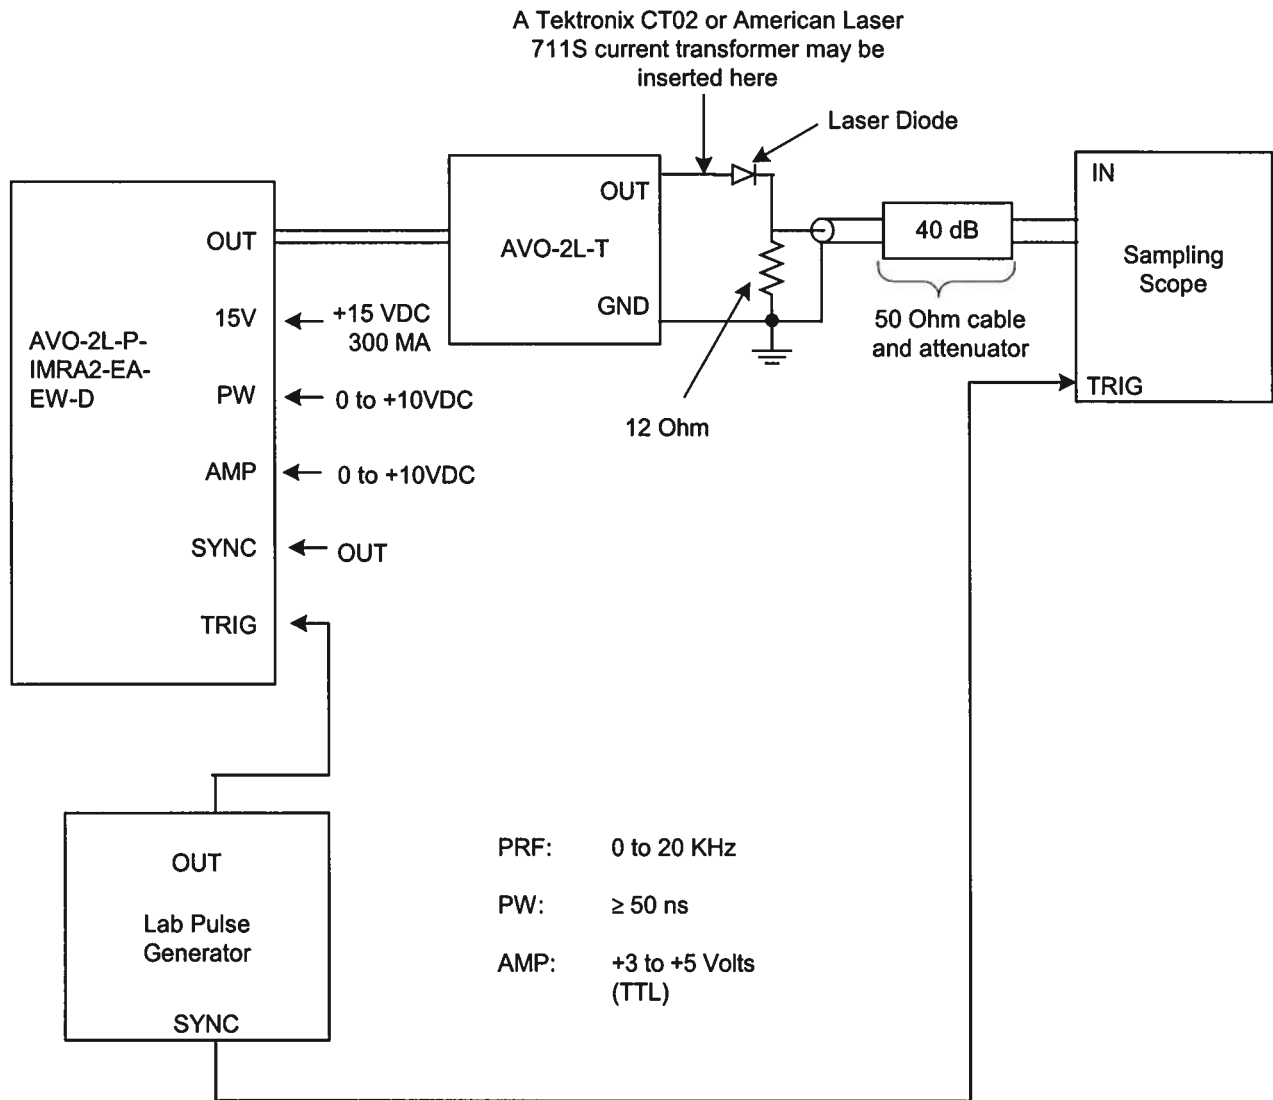 A Tektronix CT02 or American Laser
711S current transformer may be
inserted here
Laser Diode
AVO-2L-P-
IMRA2-EA-
EW-D
OUT
15V
PW
AMP
SYNC
TRIG
+15 VDC
300 MA
0 to +10VDC
0 to +10VDC
OUT
AVO-2L-T
OUT
GND
12 Ohm
40 dB
50 Ohm cable
and attenuator
IN
Sampling
Scope
TRIG
OUT
Lab Pulse
Generator
SYNC
PRF: 0 to 20 KHz
PW: ≥ 50 ns
AMP: +3 to +5 Volts
(TTL)